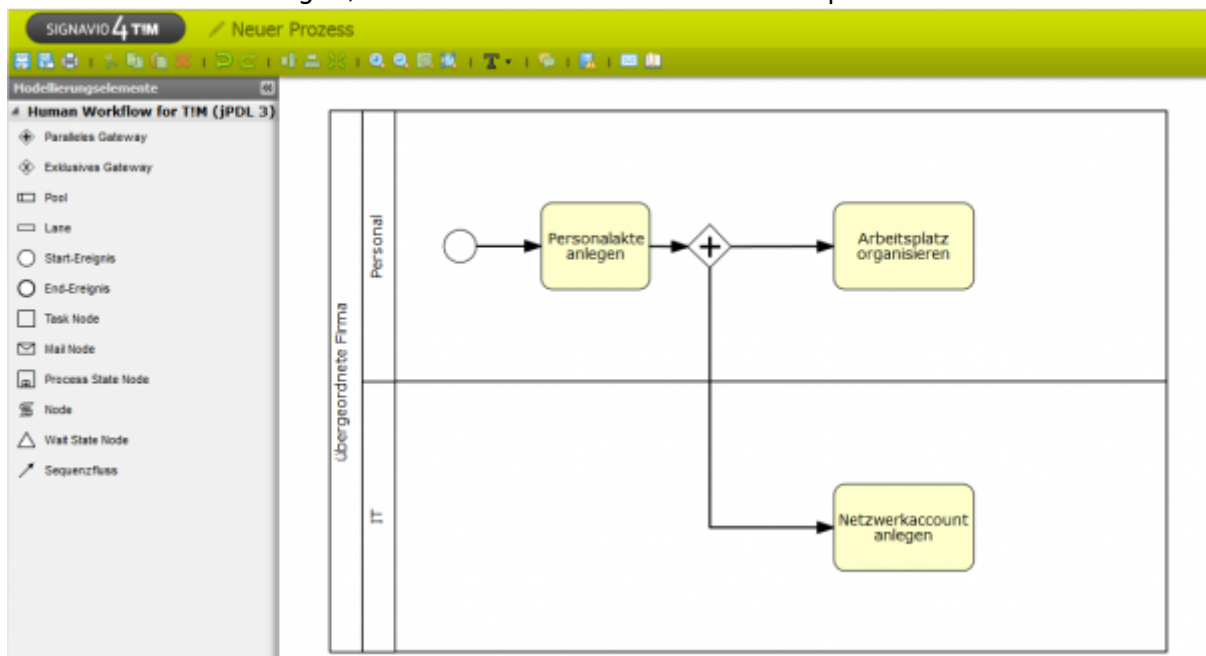 SIGNAVIO 4 T!M
Neuer Prozess
T
Modellierungselemente
Human Workflow for T!M (jPDL 3)
Paralleles Gateway
Exklusives Gateway
Pool
Lane
Start-Ereignis
End-Ereignis
Task Node
Mail Node
Process State Node
Node
Wait State Node
Sequenzfluss
Übergeordnete Firma
Personal
Personalakte
anlegen
Arbeitsplatz
organisieren
IT
Netzwerkaccount
anlegen